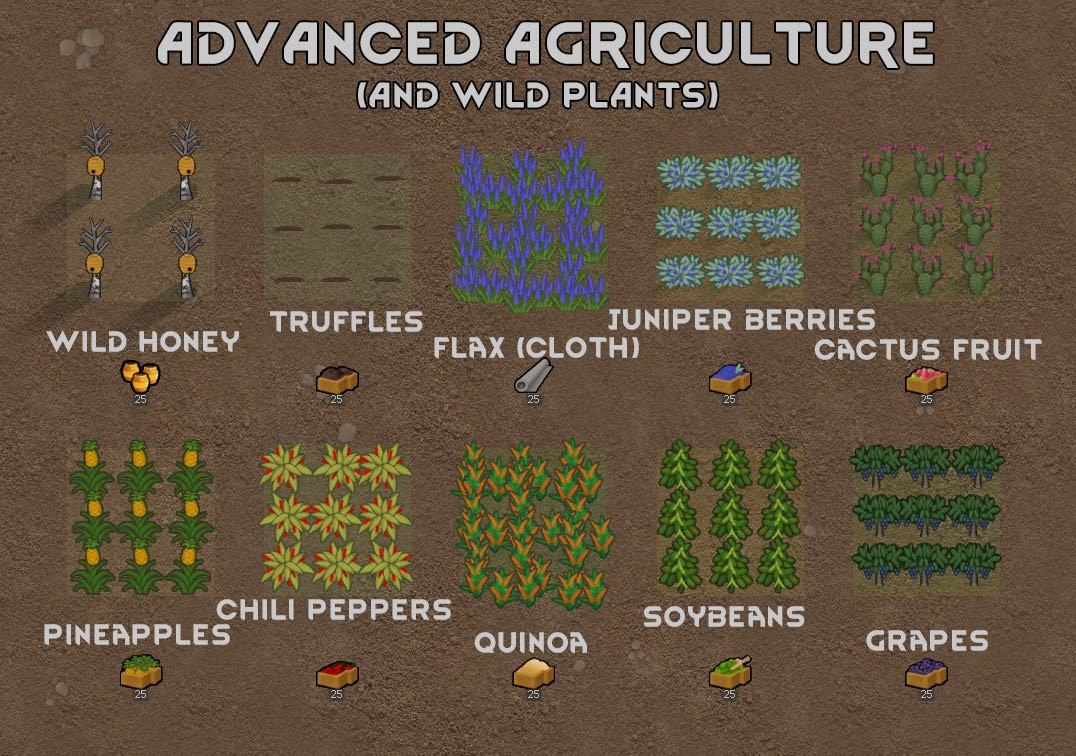 ADVANCED AGRICULTURE
(AND WILD PLANTS)
WILD HONEY
TRUFFLES
FLAX (CLOTH)
JUNIPER BERRIES
CACTUS FRUIT
25
25
25
25
25
PINEAPPLES
CHILI PEPPERS
QUINOA
SOYBEANS
GRAPES
25
25
25
25
25